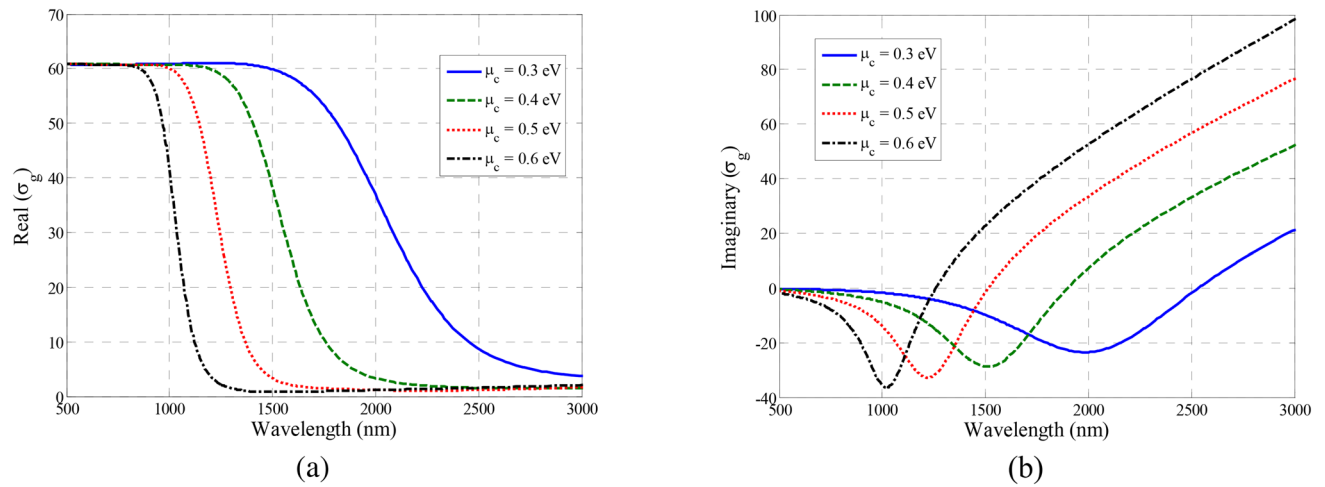 70
60
50
40
30
20
10
0
Real (σg)
500 1000 1500 2000 2500 3000
Wavelength (nm)
μc = 0.3 eV
μc = 0.4 eV
μc = 0.5 eV
μc = 0.6 eV
(a)
100
80
60
40
20
0
-20
-40
Imaginary (σg)
500 1000 1500 2000 2500 3000
Wavelength (nm)
μc = 0.3 eV
μc = 0.4 eV
μc = 0.5 eV
μc = 0.6 eV
(b)